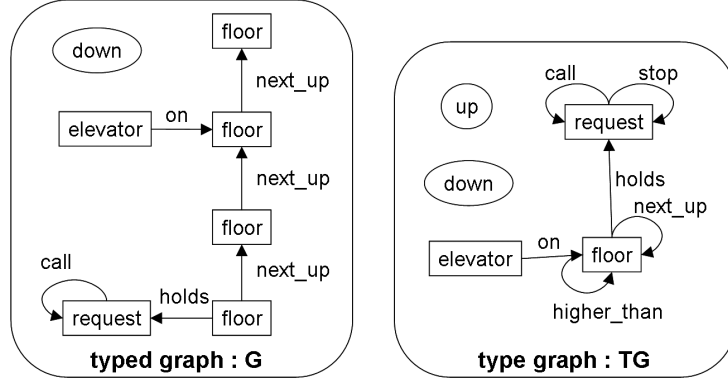 down
floor
next_up
elevator
on
floor
next_up
floor
call
next_up
request
holds
floor
typed graph : G
call
stop
up
request
down
holds
next_up
elevator
on
floor
higher_than
type graph : TG